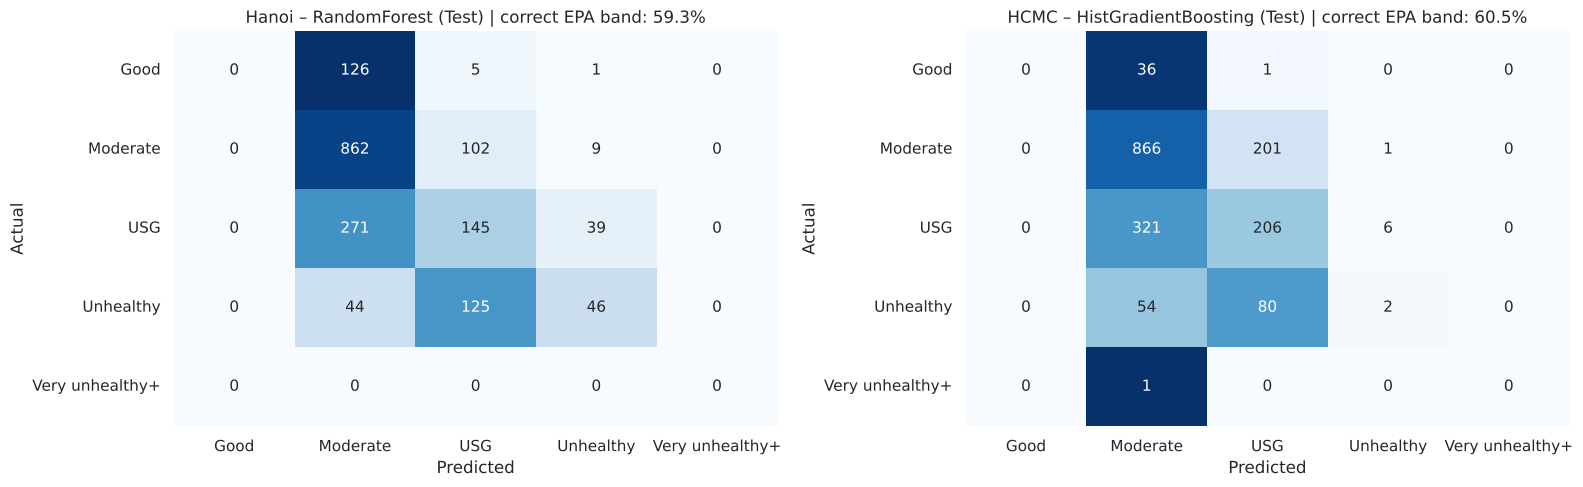 Hanoi – RandomForest (Test) | correct EPA band: 59.3%
Good 0 126 5 1 0
Moderate 0 862 102 9 0
USG 0 271 145 39 0
Unhealthy 0 44 125 46 0
Very unhealthy+ 0 0 0 0 0
Good Moderate USG Unhealthy Very unhealthy+
Predicted
Actual
HCMC – HistGradientBoosting (Test) | correct EPA band: 60.5%
Good 0 36 1 0 0
Moderate 0 866 201 1 0
USG 0 321 206 6 0
Unhealthy 0 54 80 2 0
Very unhealthy+ 0 1 0 0 0
Good Moderate USG Unhealthy Very unhealthy+
Predicted
Actual